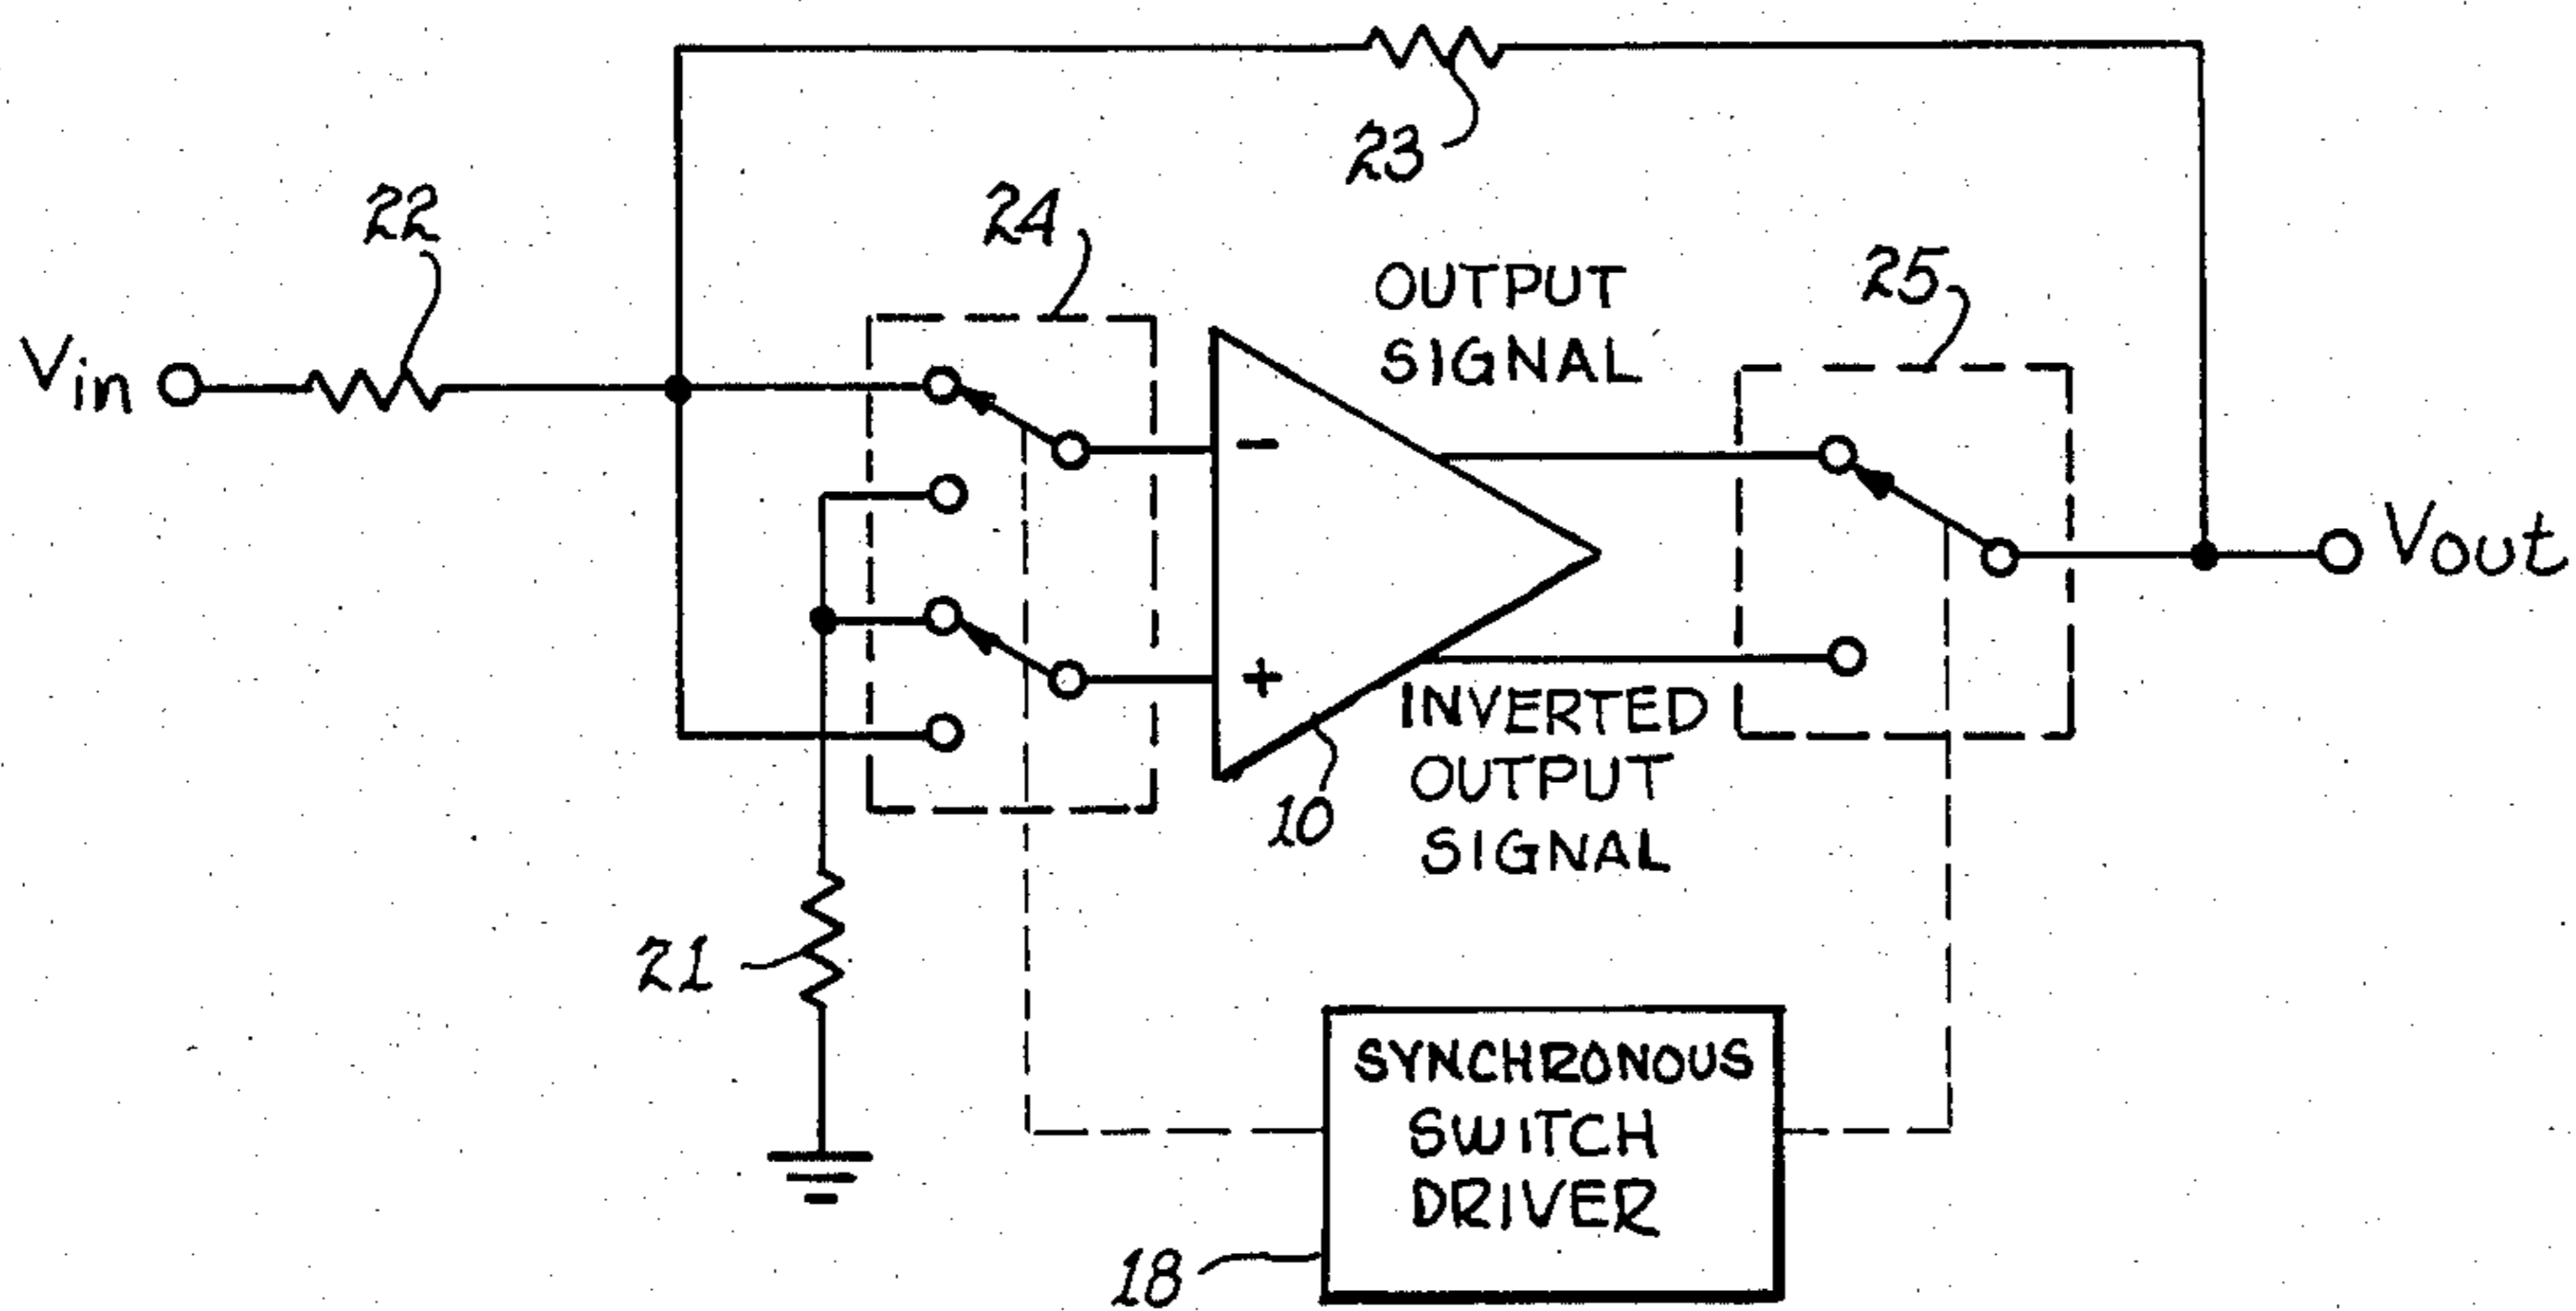 23
22
24
OUTPUT
SIGNAL
25
Vin
Vout
-
+
INVERTED
OUTPUT
SIGNAL
10
21
SYNCHRONOUS
SWITCH
DRIVER
18